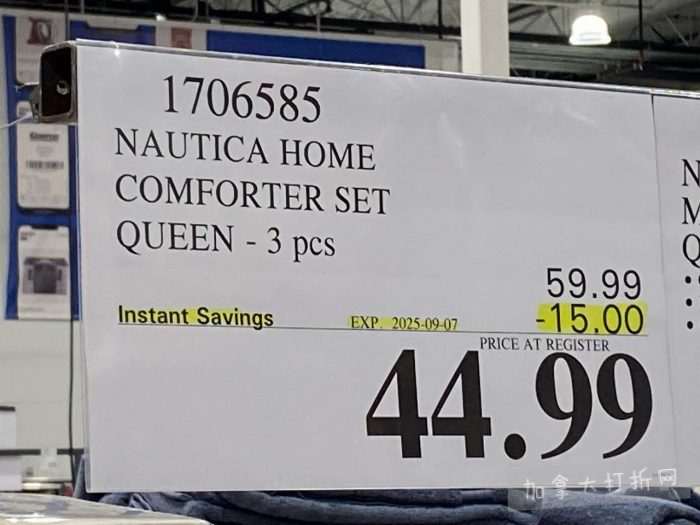 1706585
NAUTICA HOME
COMFORTER SET
QUEEN - 3 pcs
59.99
Instant Savings EXP. 2025-09-07 -15.00
PRICE AT REGISTER
44.99
N
M
Q
加拿大打折网